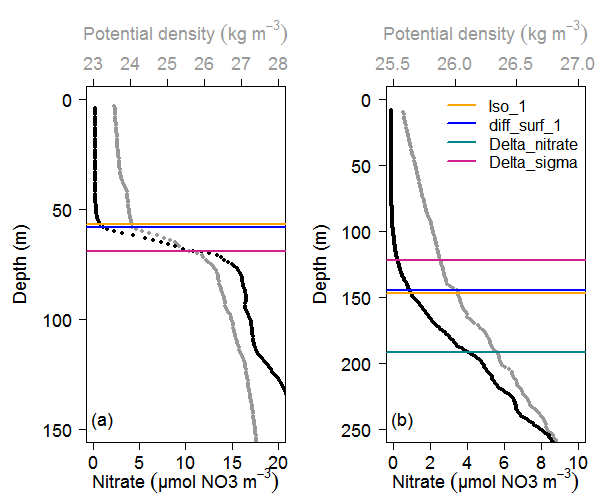 Potential density (kg m−3)
23 24 25 26 27 28
0
50
100
150
Depth (m)
(a)
0 5 10 15 20
Nitrate (µmol NO3 m−3)
Potential density (kg m−3)
25.5 26.0 26.5 27.0
Iso_1
diff_surf_1
Delta_nitrate
Delta_sigma
0
50
100
150
200
250
Depth (m)
(b)
0 2 4 6 8 10
Nitrate (µmol NO3 m−3)